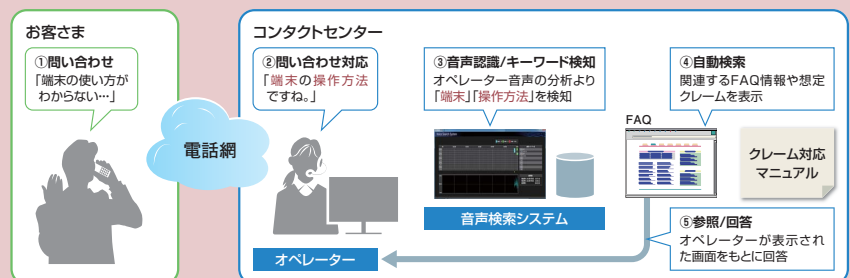 お客さま
①問い合わせ
「端末の使い方が
わからない…」
電話網
コンタクトセンター
②問い合わせ対応
「端末の操作方法
ですね。」
オペレーター
③音声認識/キーワード検知
オペレーター音声の分析より
「端末」「操作方法」を検知
音声検索システム
④自動検索
関連するFAQ情報や想定
クレームを表示
FAQ
クレーム対応
マニュアル
⑤参照/回答
オペレーターが表示され
た画面をもとに回答